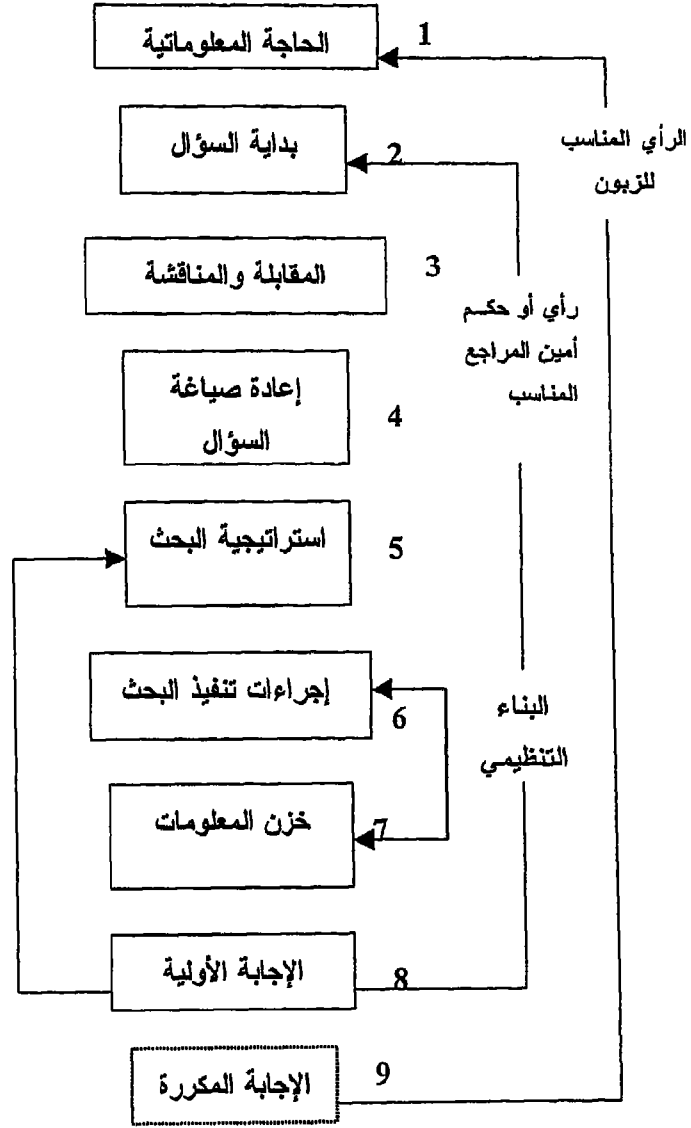 الحاجة المعلوماتية
1
بداية السؤال
2
الرأي المناسب
للزبون
المقابلة والمناقشة
3
رأي أو حكم
أمين المراجع
المناسب
إعادة صياغة
السؤال
4
استراتيجية البحث
5
إجراءات تنفيذ البحث
6
البناء
التنظيمي
خزن المعلومات
7
الإجابة الأولية
8
الإجابة المكررة
9